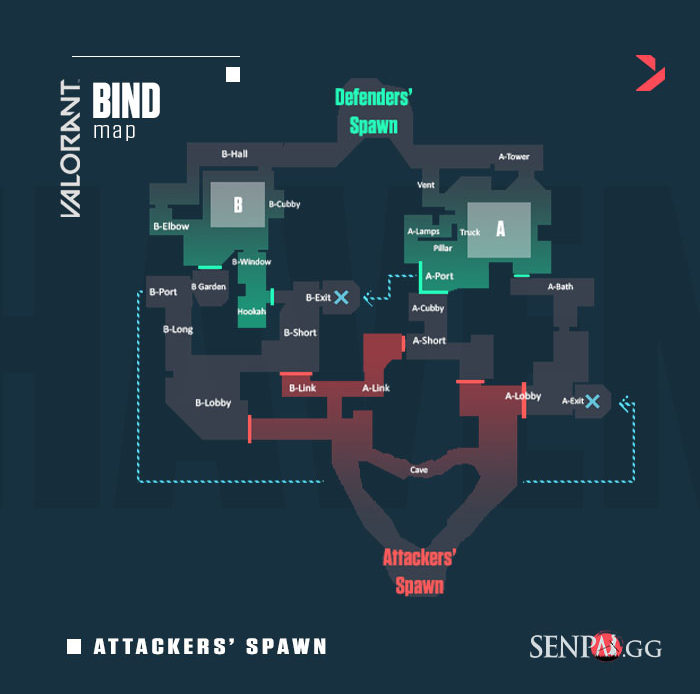 VALORANT
BIND
map
Defenders'
Spawn
B-Hall
A-Tower
Vent
B
B-Cubby
A
B-Elbow
A-Lamps
Truck
Pillar
B-Window
A-Port
B-Port
B Garden
B-Exit
A-Bath
Hookah
A-Cubby
B-Long
B-Short
A-Short
B-Link
A-Link
B-Lobby
A-Lobby
A-Exit
Cave
Attackers'
Spawn
ATTACKERS' SPAWN
SENPAI.GG
HAVEN